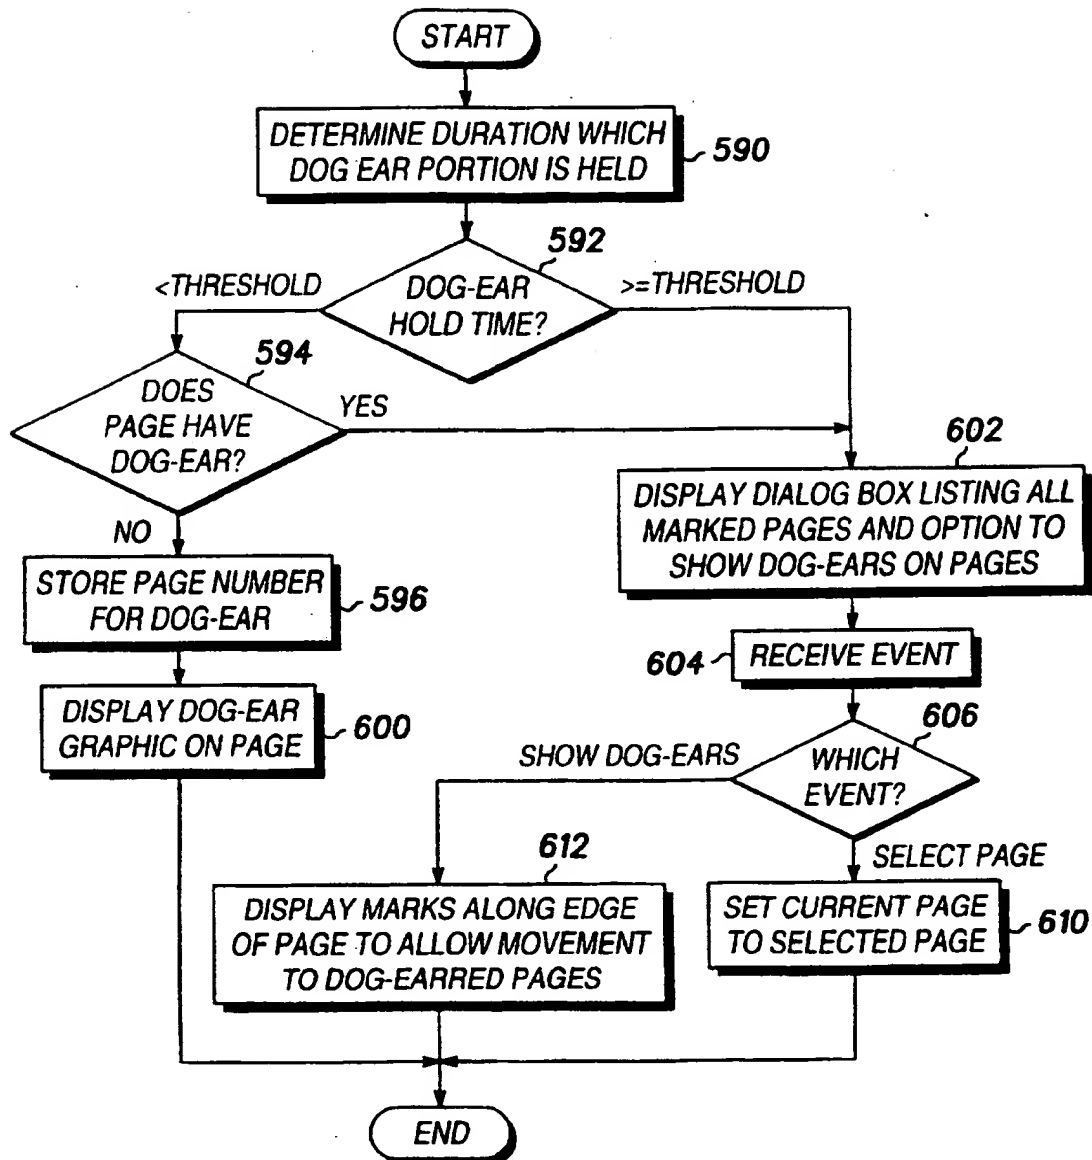 START
DETERMINE DURATION WHICH
DOG EAR PORTION IS HELD
590
592
<THRESHOLD
DOG-EAR
HOLD TIME?
>=THRESHOLD
594
DOES
PAGE HAVE
DOG-EAR?
YES
NO
602
DISPLAY DIALOG BOX LISTING ALL
MARKED PAGES AND OPTION TO
SHOW DOG-EARS ON PAGES
STORE PAGE NUMBER
FOR DOG-EAR
596
604
RECEIVE EVENT
DISPLAY DOG-EAR
GRAPHIC ON PAGE
600
606
SHOW DOG-EARS
WHICH
EVENT?
SELECT PAGE
612
DISPLAY MARKS ALONG EDGE
OF PAGE TO ALLOW MOVEMENT
TO DOG-EARRED PAGES
SET CURRENT PAGE
TO SELECTED PAGE
610
END